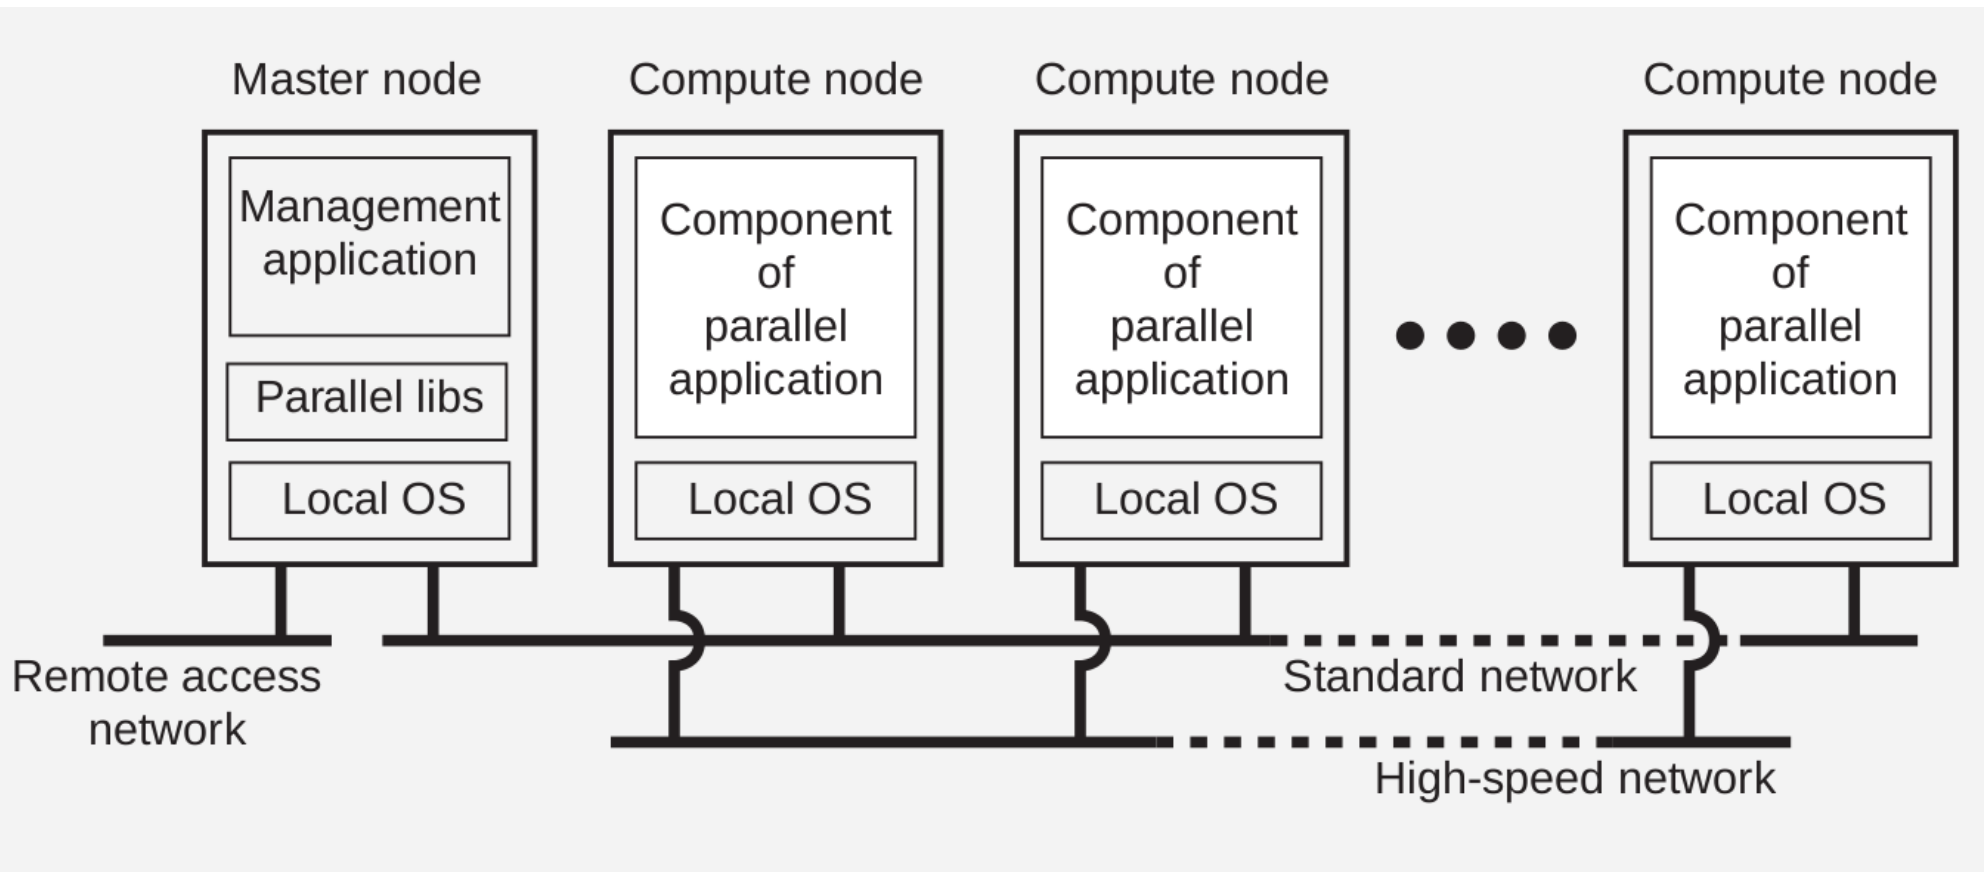 Master node
Management
application
Parallel libs
Local OS
Compute node
Component
of
parallel
application
Local OS
Compute node
Component
of
parallel
application
Local OS
Compute node
Component
of
parallel
application
Local OS
Remote access
network
Standard network
High-speed network